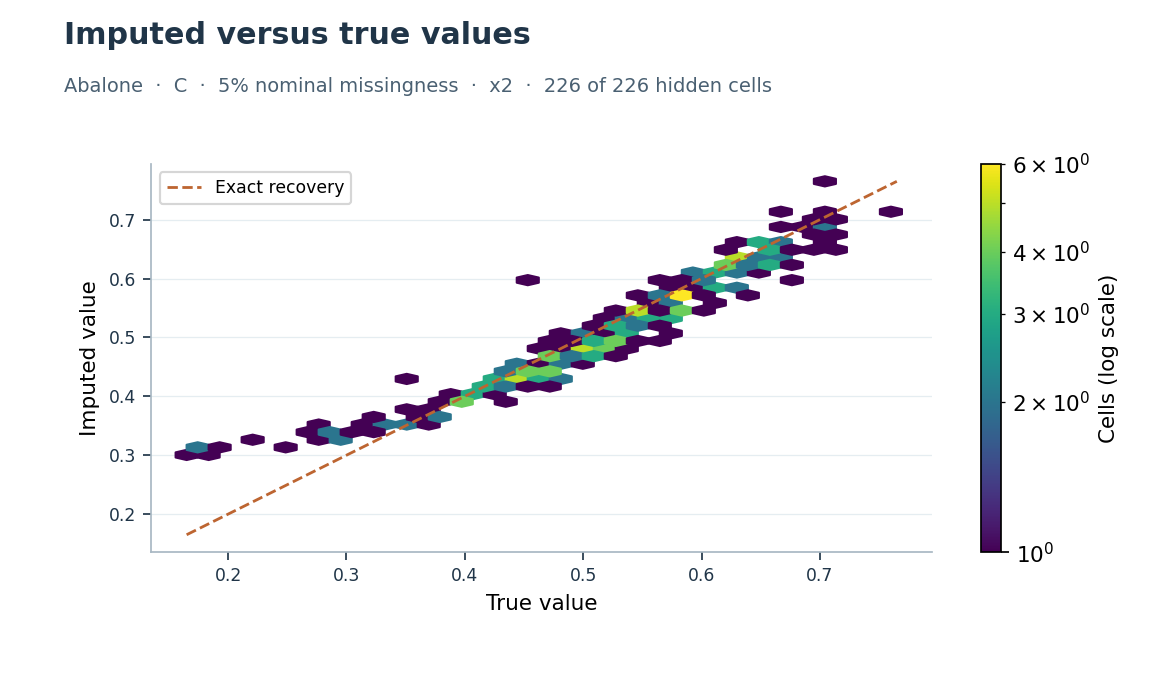 Imputed versus true values
Abalone · C · 5% nominal missingness · x2 · 226 of 226 hidden cells
Exact recovery
Imputed value
0.7
0.6
0.5
0.4
0.3
0.2
0.2 0.3 0.4 0.5 0.6 0.7
True value
6 × 10⁰
4 × 10⁰
3 × 10⁰
2 × 10⁰
10⁰
Cells (log scale)